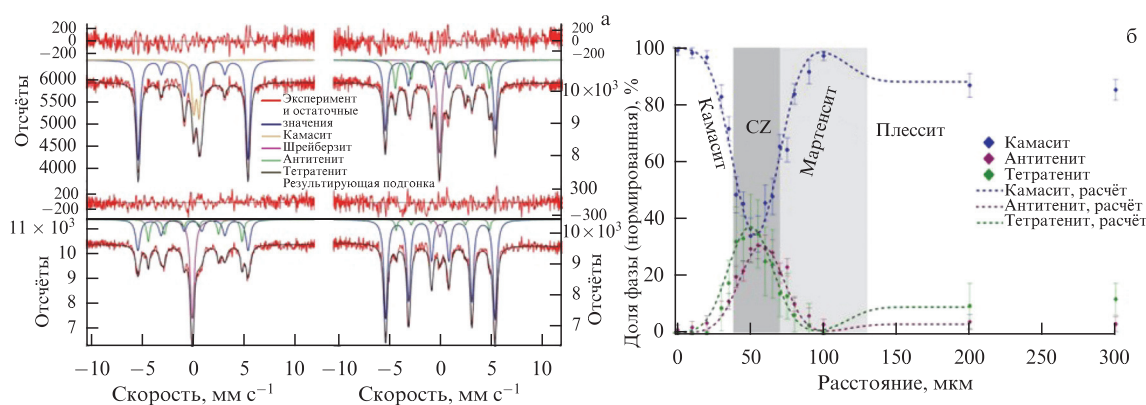 а
Отсчёты
200
0
−200
6000
5500
5000
4500
4000
200
0
−200
10 × 10³
9
8
Эксперимент
и остаточные
значения
Камасит
Шрейберзит
Антитенит
Тетратенит
Результирующая подгонка
Отсчёты
200
0
−200
11 × 10³
10
9
8
7
300
0
−300
10 × 10³
9
8
7
Отсчёты
−10 −5 0 5 10
−10 −5 0 5 10
Скорость, мм с⁻¹
Скорость, мм с⁻¹
б
Доля фазы (нормированная), %
100
80
60
40
20
0
Камасит
CZ
Мартенсит
Плессит
Камасит
Антитенит
Тетратенит
Камасит, расчёт
Антитенит, расчёт
Тетратенит, расчёт
0 50 100 150 200 250 300
Расстояние, мкм